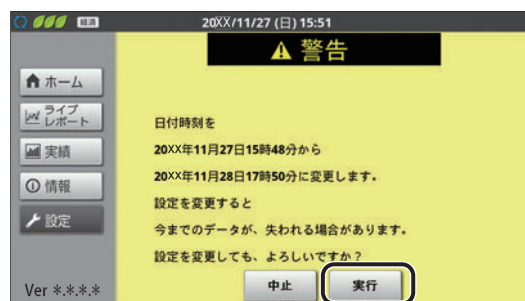 経済
20XX/11/27 (日) 15:51
警告
ホーム
ライブ
レポート
実績
情報
設定
日付時刻を
20XX年11月27日15時48分から
20XX年11月28日17時50分に変更します。
設定を変更すると
今までのデータが、失われる場合があります。
設定を変更しても、よろしいですか？
中止
実行
Ver *.*.*.*